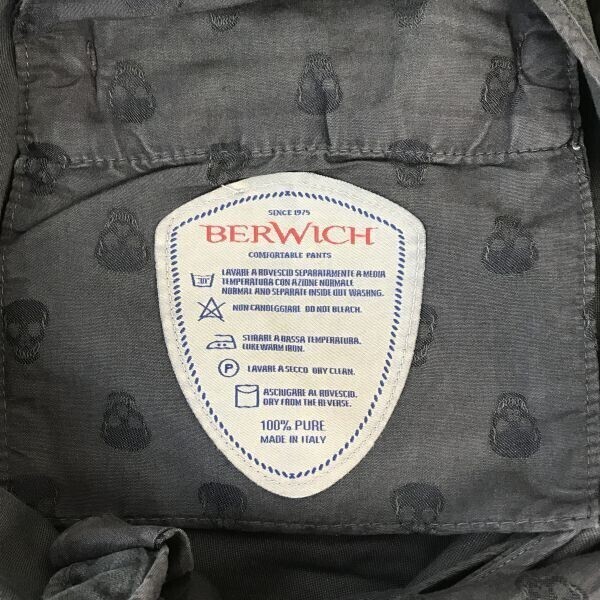 SINCE 1975
BERWICH
COMFORTABLE PANTS
30°
LAVARE A ROVESCIO SEPARATAMENTE A MEDIA
TEMPERATURA CON AZIONE NORMALE
NORMAL AND SEPARATE INSIDE OUT WASHNG.
NON CANDEGGIARE DO NOT BLEACH.
STIRARE A BASSA TEMPERATURA.
LUKEWARM IRON.
P
LAVARE A SECCO DRY CLEAN.
ASCIUGARE AL ROVESCIO.
DRY FROM THE REVERSE.
100% PURE
MADE IN ITALY